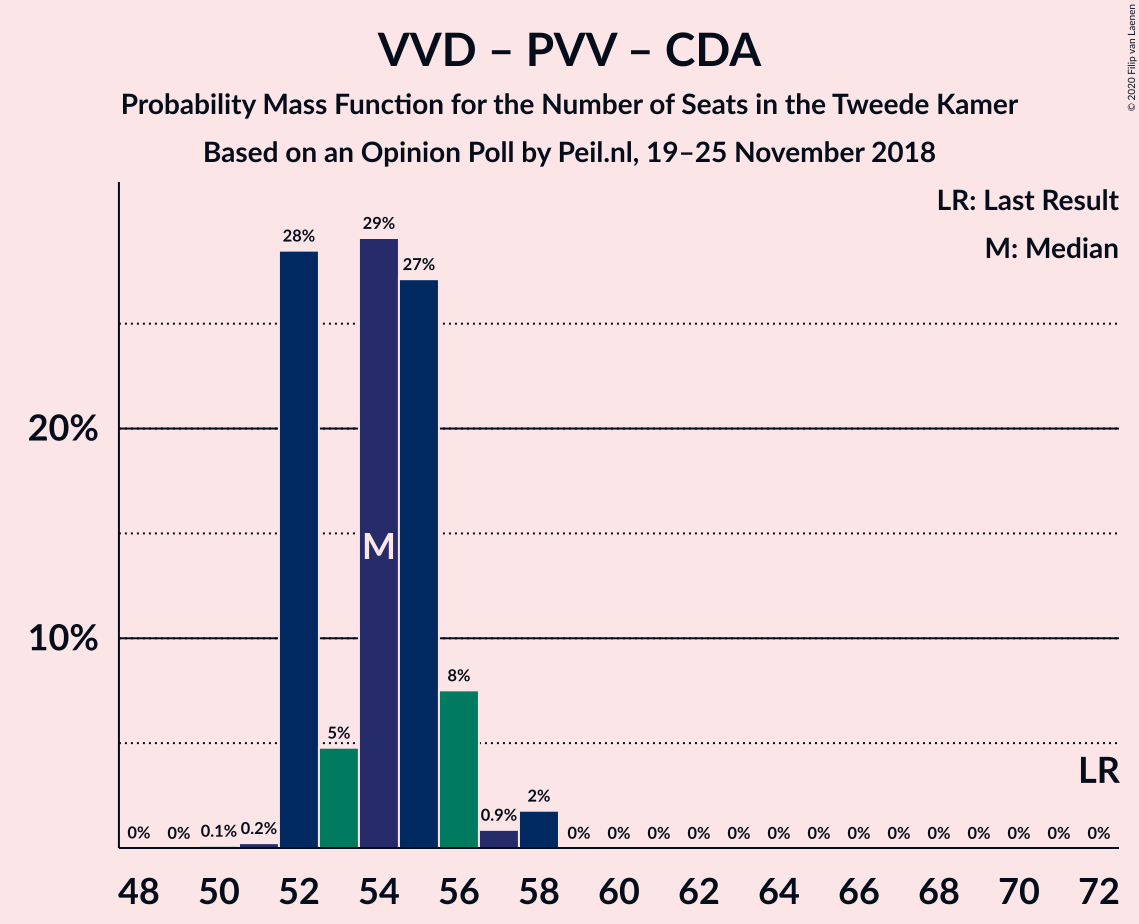 VVD – PVV – CDA
Probability Mass Function for the Number of Seats in the Tweede Kamer
Based on an Opinion Poll by Peil.nl, 19–25 November 2018
© 2020 Filip van Laenen
LR: Last Result
M: Median
20%
10%
0% 0% 0.1% 0.2% 28% 5% 29% 27% 8% 0.9% 2% 0% 0% 0% 0% 0% 0% 0% 0% 0% 0% 0% 0% 0% 0%
M
LR
48 50 52 54 56 58 60 62 64 66 68 70 72